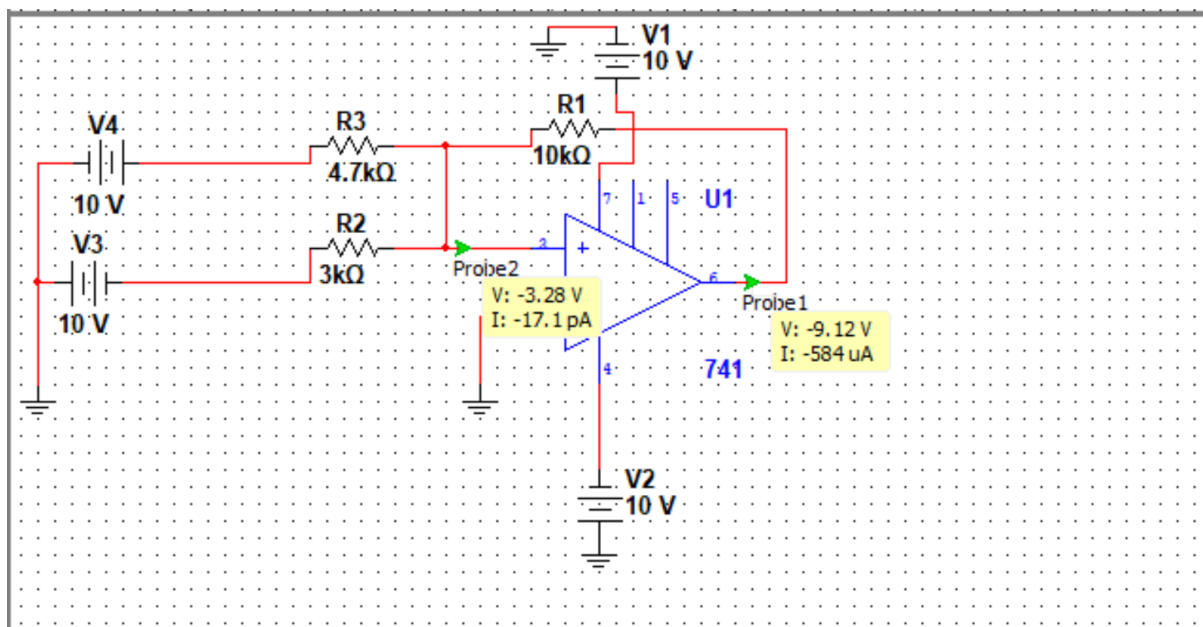 V1
10 V
R1
10kΩ
V4
10 V
R3
4.7kΩ
7
1
5
U1
V3
10 V
R2
3kΩ
3
+
Probe2
V: -3.28 V
I: -17.1 pA
6
Probe1
V: -9.12 V
I: -584 uA
4
741
V2
10 V